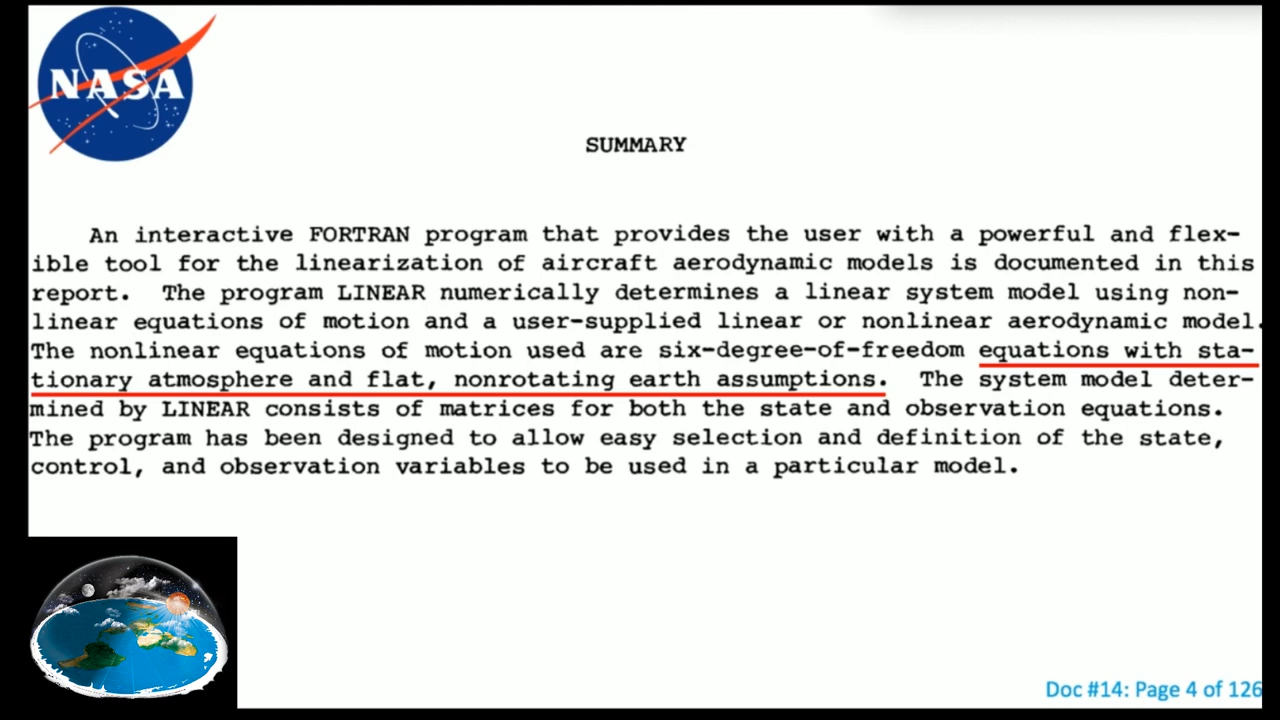 NASA
SUMMARY
An interactive FORTRAN program that provides the user with a powerful and flex-
ible tool for the linearization of aircraft aerodynamic models is documented in this
report. The program LINEAR numerically determines a linear system model using non-
linear equations of motion and a user-supplied linear or nonlinear aerodynamic model.
The nonlinear equations of motion used are six-degree-of-freedom equations with sta-
tionary atmosphere and flat, nonrotating earth assumptions. The system model deter-
mined by LINEAR consists of matrices for both the state and observation equations.
The program has been designed to allow easy selection and definition of the state,
control, and observation variables to be used in a particular model.
Doc #14: Page 4 of 126